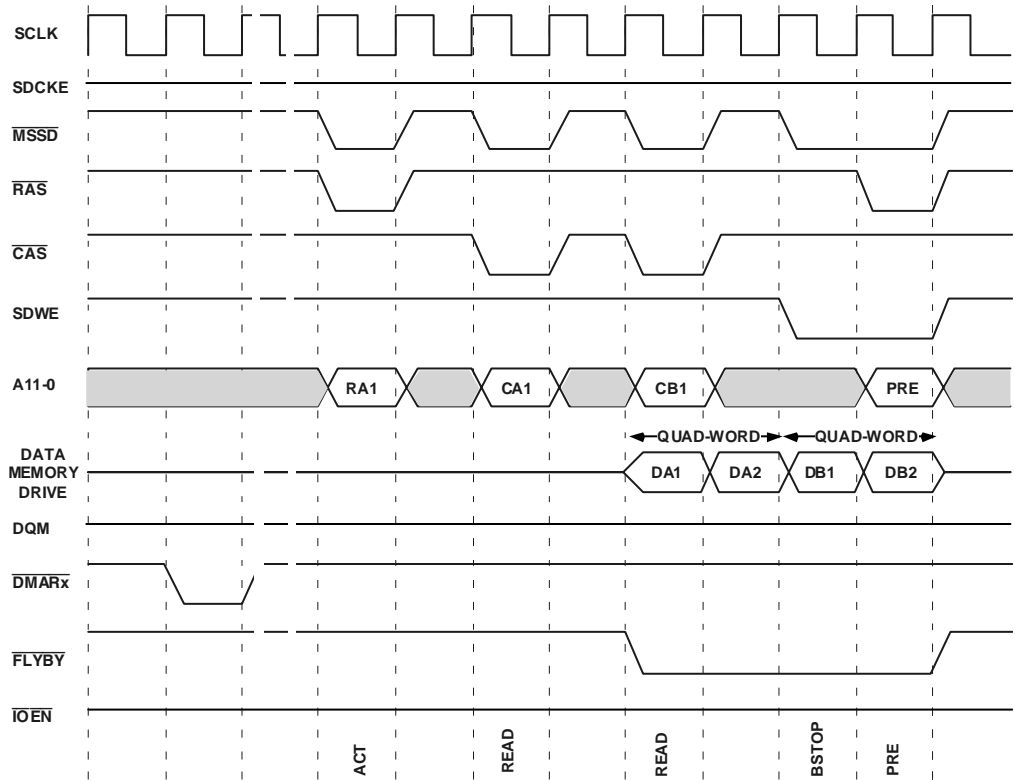 SCLK
SDCKE
MSSD
RAS
CAS
SDWE
A11-0 RA1 CA1 CB1 PRE
QUAD-WORD QUAD-WORD
DATA
MEMORY
DRIVE
DA1 DA2 DB1 DB2
DQM
DMARx
FLYBY
IOEN
ACT READ READ BSTOP PRE